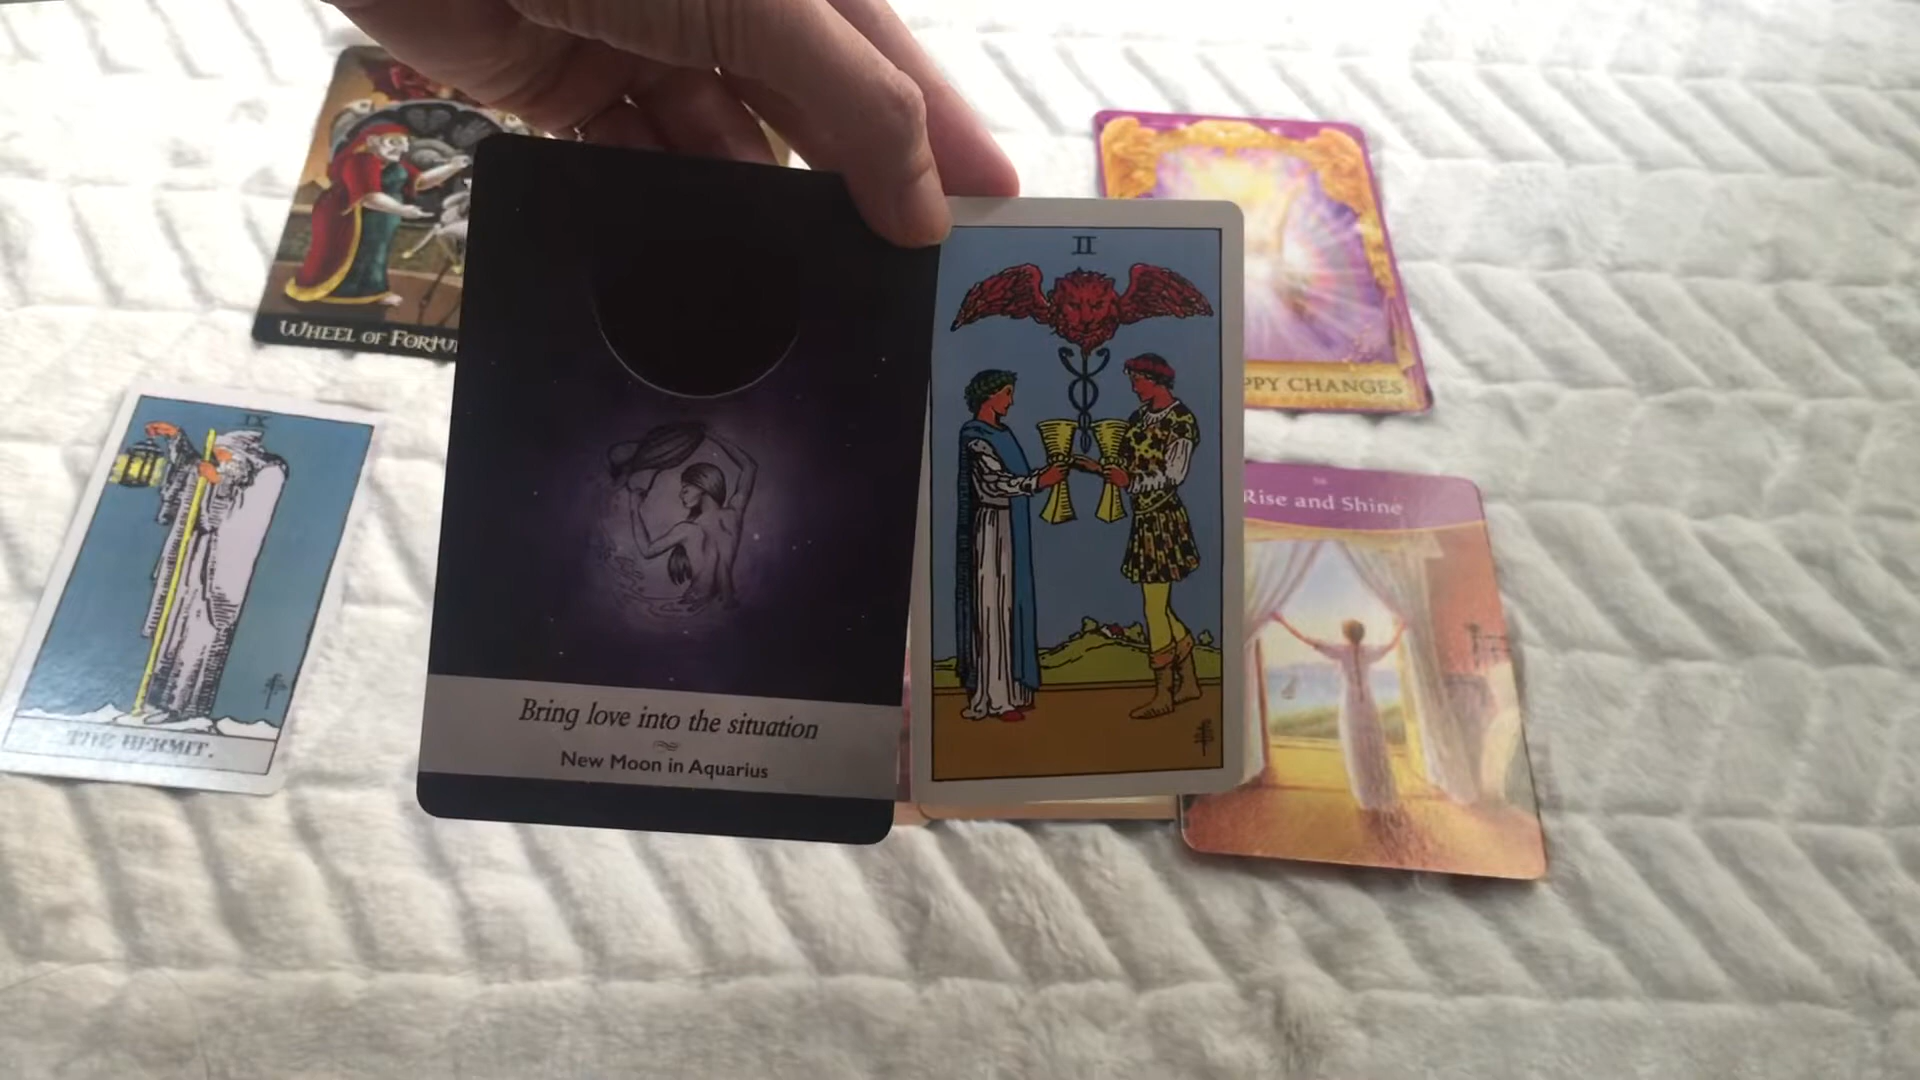 WHEEL OF FORTU
II
PPY CHANGES
IX
Rise and Shine
Bring love into the situation
New Moon in Aquarius
THE HERMIT.